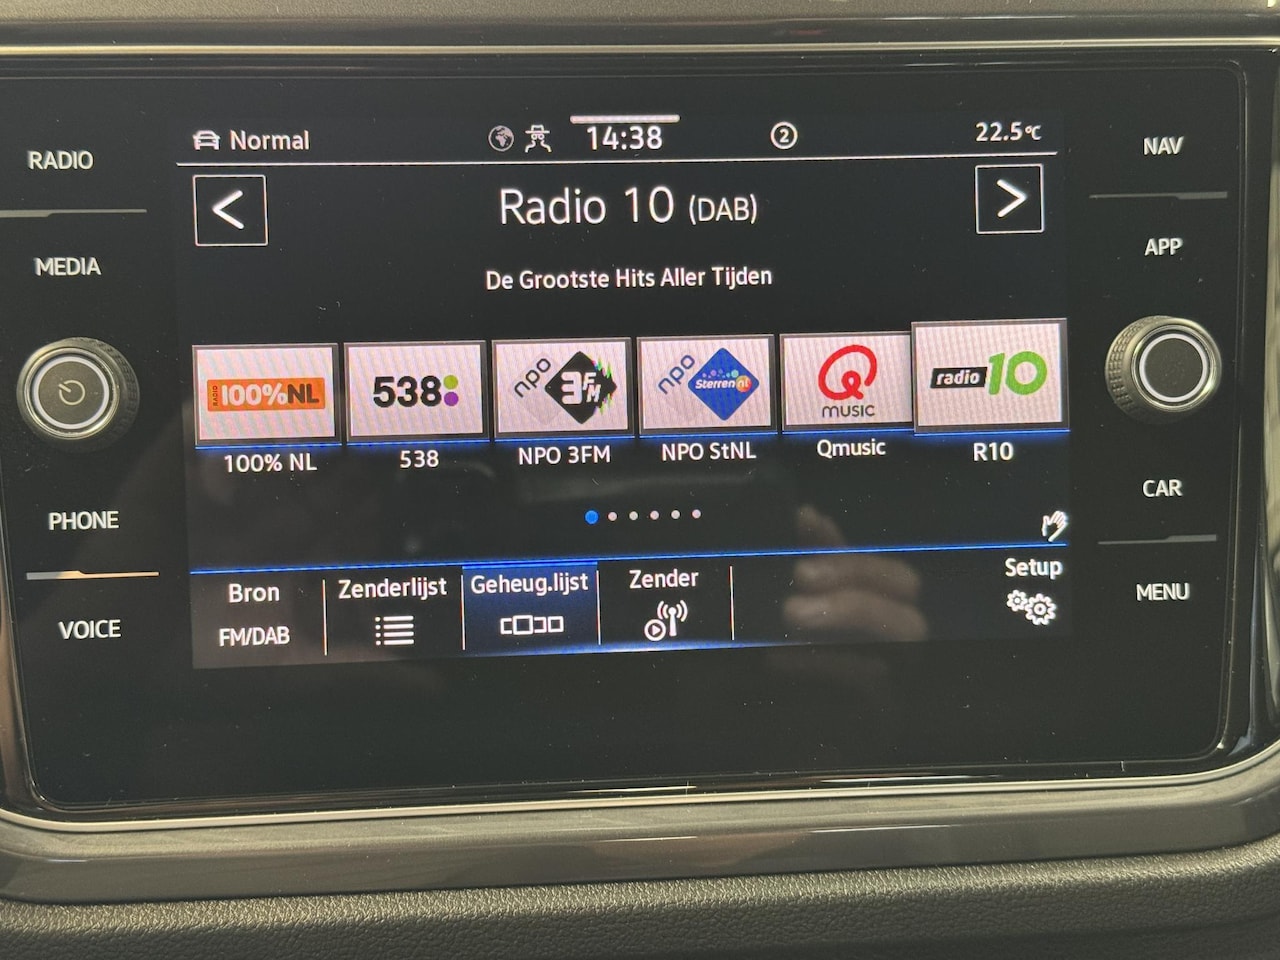 RADIO
MEDIA
PHONE
VOICE
Normal
14:38
2
22.5°C
NAV
APP
CAR
MENU
Radio 10 (DAB)
De Grootste Hits Aller Tijden
RADIO 100%NL
538
npo 3FM
npo Sterren nl
Q MUSIC
radio 10
100% NL
538
NPO 3FM
NPO StNL
Qmusic
R10
Bron
FM/DAB
Zenderlijst
Geheug.lijst
Zender
Setup